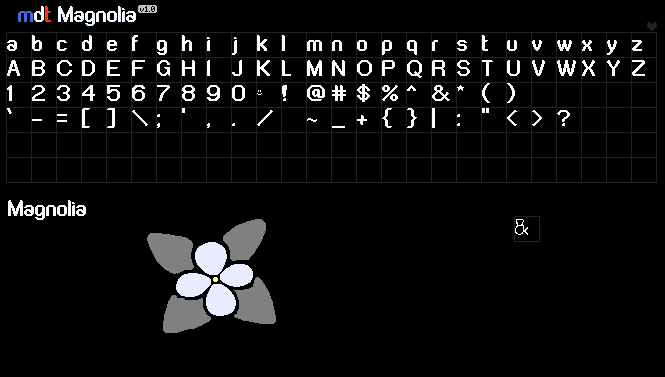 mdt Magnolia v1.0
a b c d e f g h i j k l m n o p q r s t u v w x y z
A B C D E F G H I J K L M N O P Q R S T U V W X Y Z
1 2 3 4 5 6 7 8 9 0 ! @ # $ % ^ & * ( )
` - = [ ] \ ; ' , . / ~ _ + { } | : " < > ?
Magnolia
&